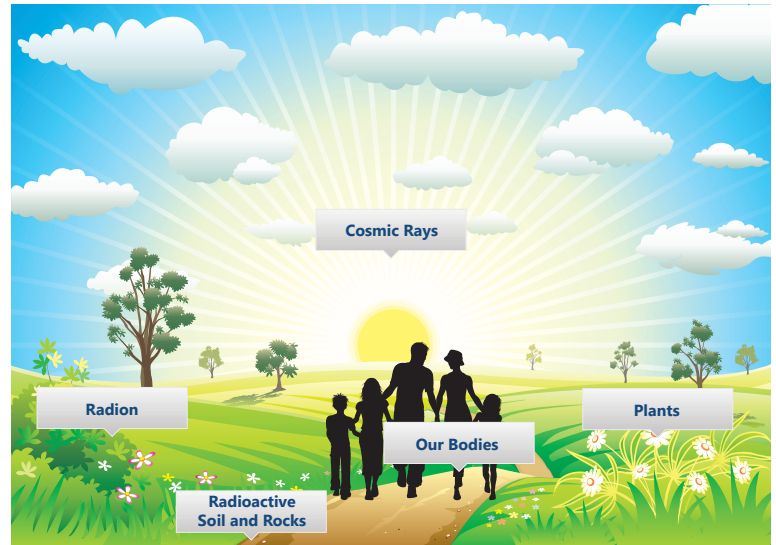 Cosmic Rays
Radion
Plants
Our Bodies
Radioactive
Soil and Rocks